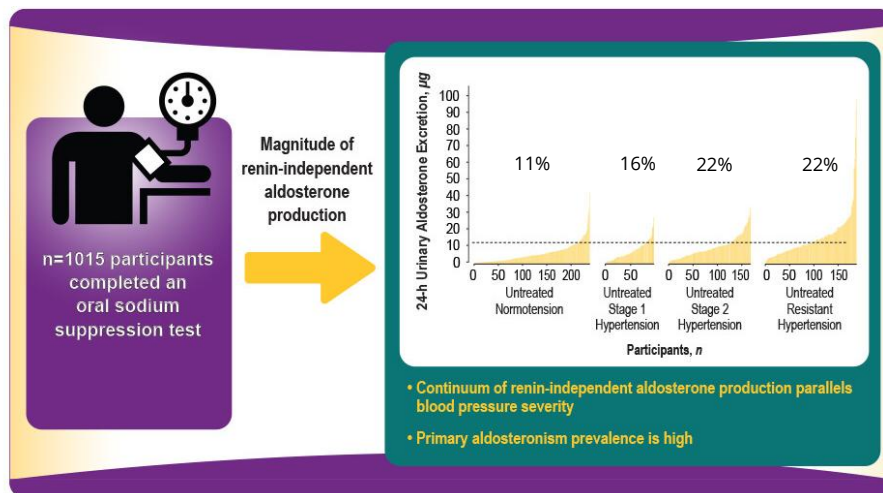 n=1015 participants
completed an
oral sodium
suppression test
Magnitude of
renin-independent
aldosterone
production
24-h Urinary Aldosterone Excretion, µg
100
90
80
70
60
50
40
30
20
10
0
11%
16%
22%
22%
0 50 100 150 200
0 50
0 50 100 150
0 50 100 150
Untreated
Normotension
Untreated
Stage 1
Hypertension
Untreated
Stage 2
Hypertension
Untreated
Resistant
Hypertension
Participants, n
• Continuum of renin-independent aldosterone production parallels
blood pressure severity
• Primary aldosteronism prevalence is high